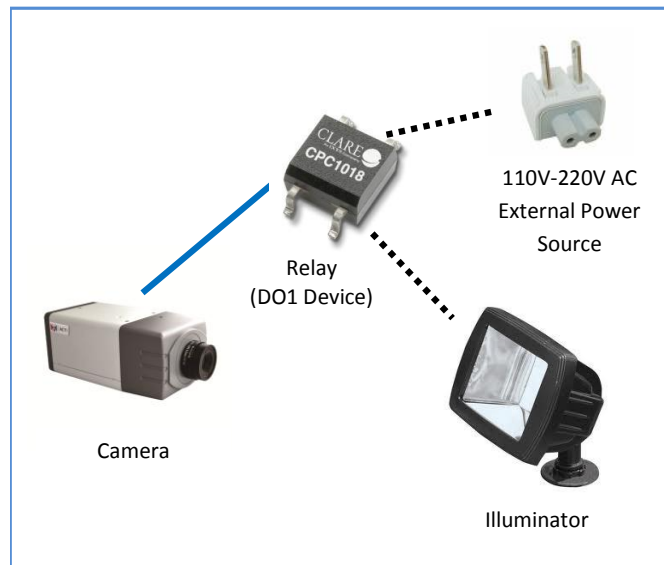 CLARE
CPC1018
110V-220V AC
External Power
Source
Relay
(DO1 Device)
Camera
Illuminator